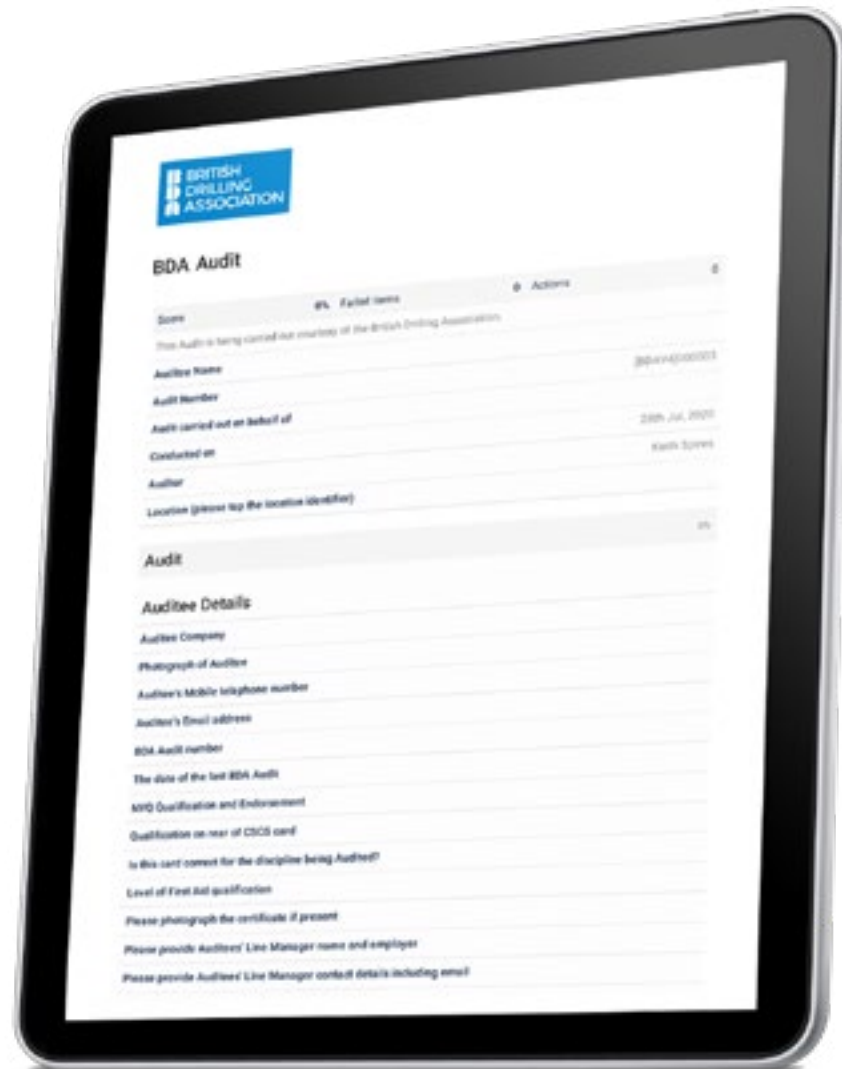 BRITISH
DRILLING
ASSOCIATION
BDA Audit
Score 0% Failed items 0 Actions 0
This Audit is being carried out courtesy of the British Drilling Association.
Auditee Name
Audit Number
Audit carried out on behalf of
Conducted on 28th Jul, 2020
Auditor Keith Spires
Location (please tap the location identifier)
Audit 0%
Auditee Details
Auditee Company
Photograph of Auditee
Auditee's Mobile telephone number
Auditee's Email address
BDA Audit number
The date of the last BDA Audit
NVQ Qualification and Endorsement
Qualification on rear of CSCS card
Is this card correct for the discipline being Audited?
Level of First Aid qualification
Please photograph the certificate if present
Please provide Auditees' Line Manager name and employer
Please provide Auditees' Line Manager contact details including email